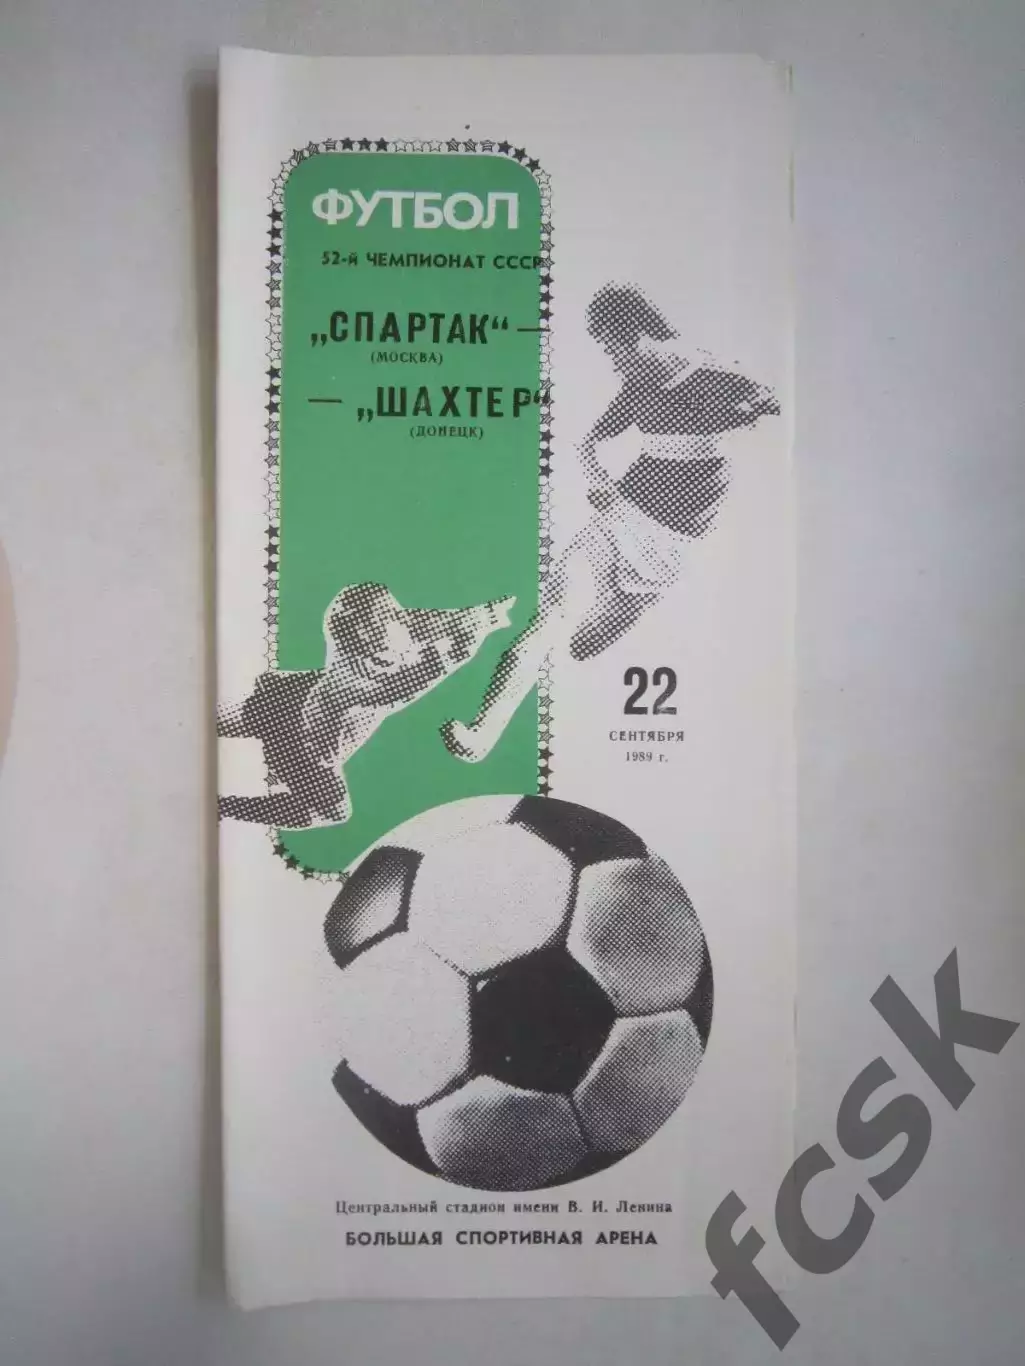 ФУТБОЛ
52-й ЧЕМПИОНАТ СССР
„СПАРТАК“ —
(МОСКВА)
— „ШАХТЕР“
(ДОНЕЦК)
22
СЕНТЯБРЯ
1989 г.
Центральный стадион имени В. И. Ленина
БОЛЬШАЯ СПОРТИВНАЯ АРЕНА
fcsk